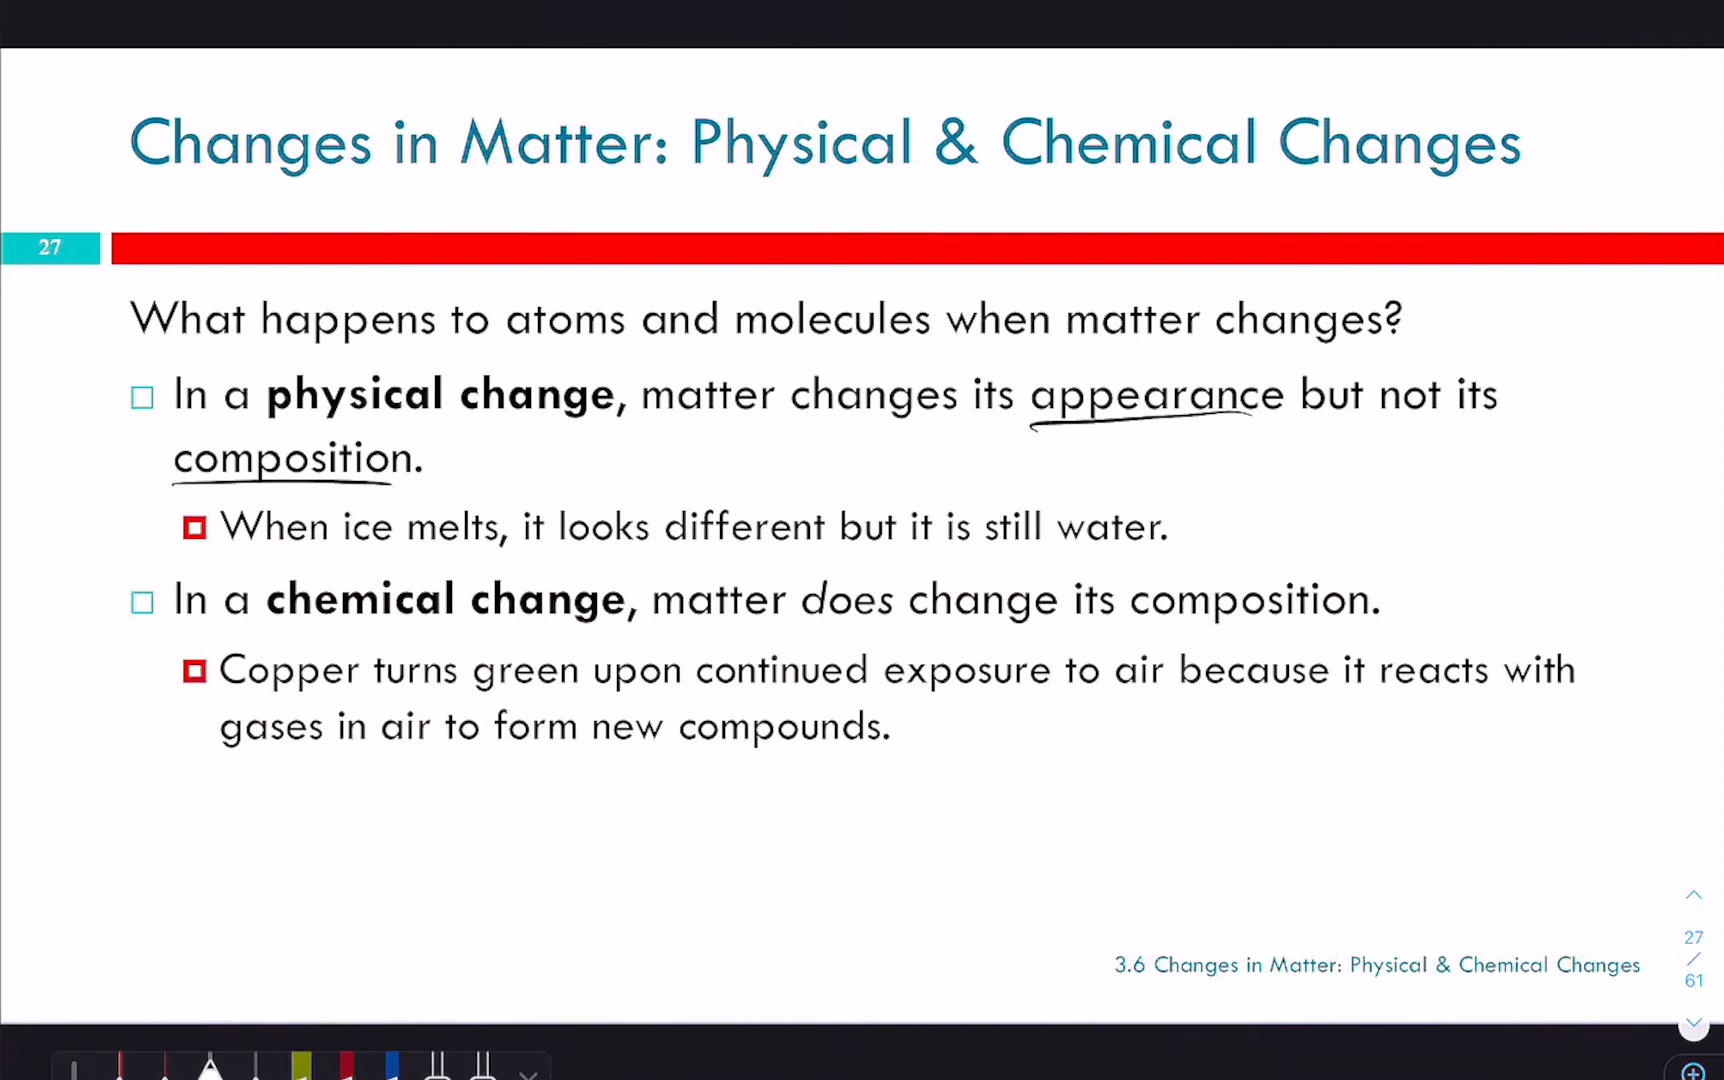 Changes in Matter: Physical & Chemical Changes
27
What happens to atoms and molecules when matter changes?
In a physical change, matter changes its appearance but not its
composition.
When ice melts, it looks different but it is still water.
In a chemical change, matter does change its composition.
Copper turns green upon continued exposure to air because it reacts with
gases in air to form new compounds.
3.6 Changes in Matter: Physical & Chemical Changes
27
/
61